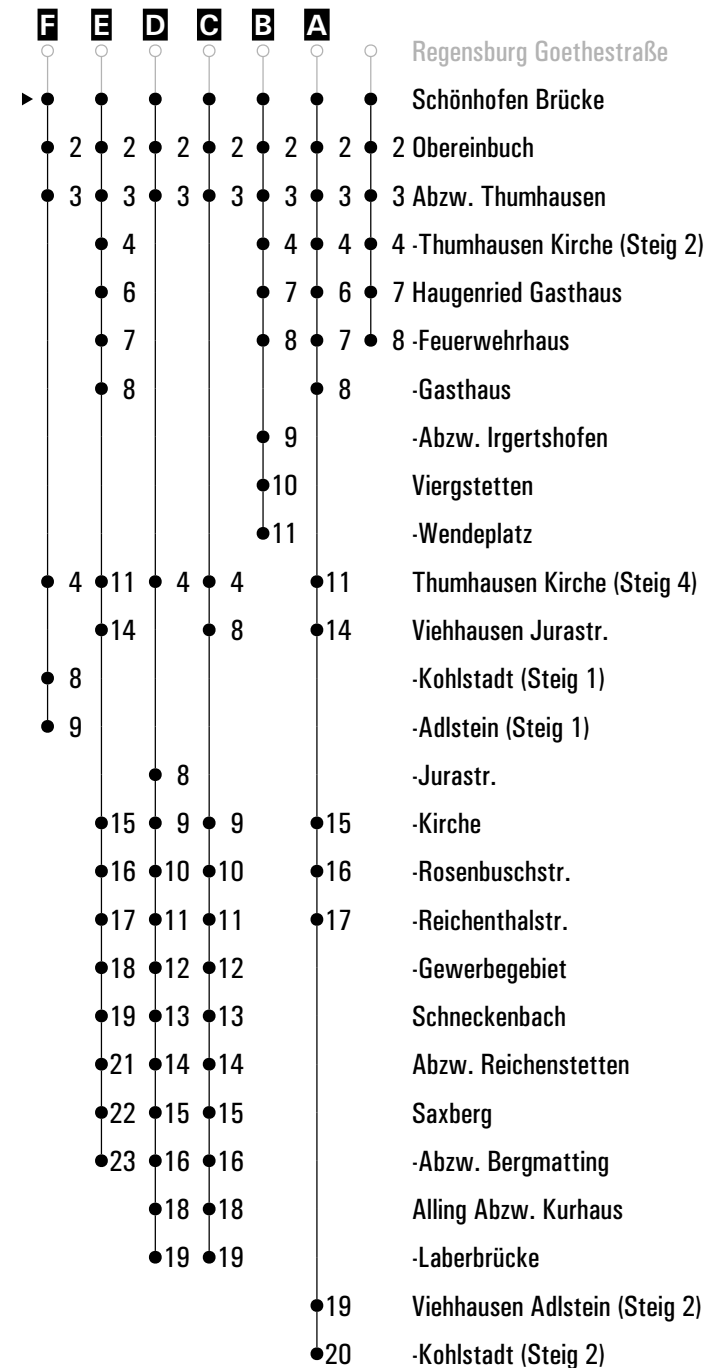 F E D C B A
Regensburg Goethestraße
Schönhofen Brücke
2 2 2 2 2 2 2 Obereinbuch
3 3 3 3 3 3 3 Abzw. Thumhausen
4 4 4 4 -Thumhausen Kirche (Steig 2)
6 7 6 7 Haugenried Gasthaus
7 8 7 8 -Feuerwehrhaus
8 8 -Gasthaus
9 -Abzw. Irgertshofen
10 Viergstetten
11 -Wendeplatz
4 11 4 4 11 Thumhausen Kirche (Steig 4)
14 8 14 Viehhausen Jurastr.
8 -Kohlstadt (Steig 1)
9 -Adlstein (Steig 1)
8 -Jurastr.
15 9 9 15 -Kirche
16 10 10 16 -Rosenbuschstr.
17 11 11 17 -Reichenthalstr.
18 12 12 -Gewerbegebiet
19 13 13 Schneckenbach
21 14 14 Abzw. Reichenstetten
22 15 15 Saxberg
23 16 16 -Abzw. Bergmatting
18 18 Alling Abzw. Kurhaus
19 19 -Laberbrücke
19 Viehhausen Adlstein (Steig 2)
20 -Kohlstadt (Steig 2)